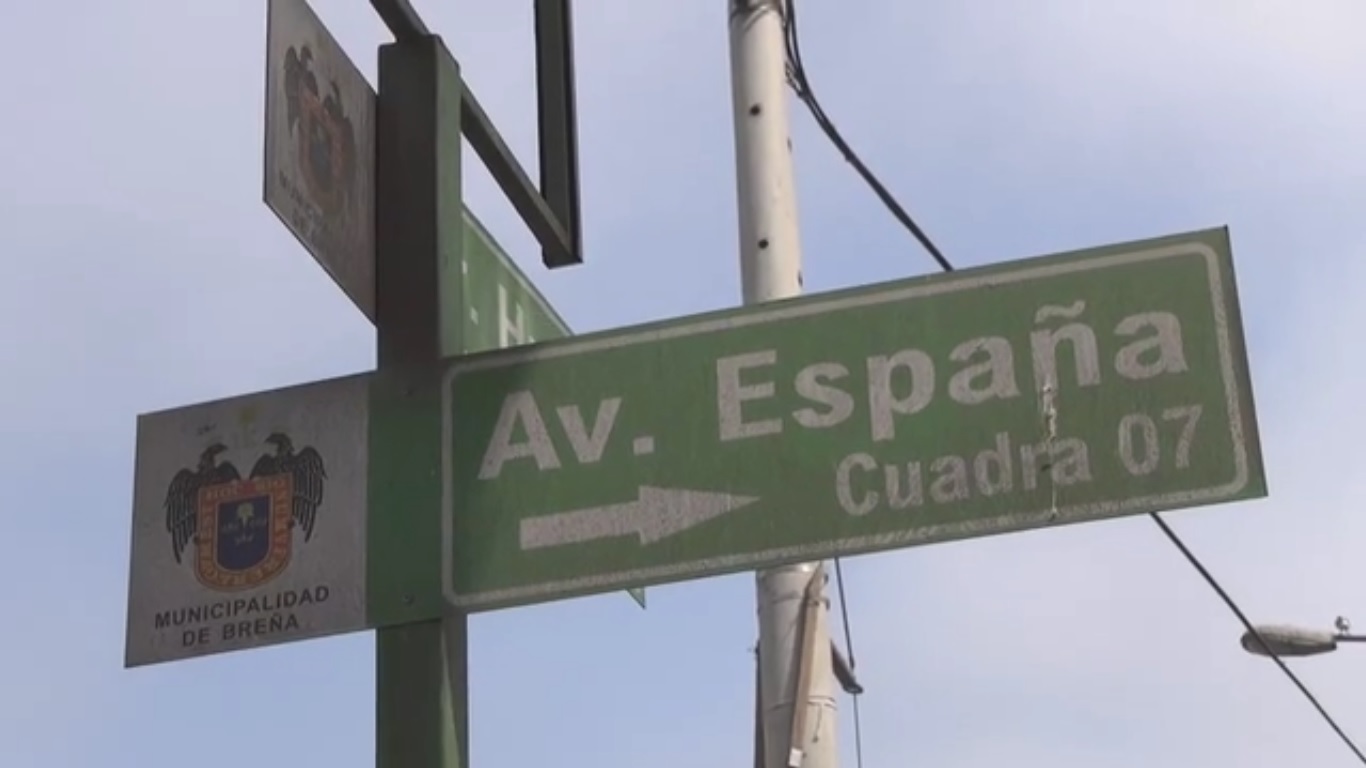 . H
Av. España
Cuadra 07
MUNICIPALIDAD
DE BREÑA